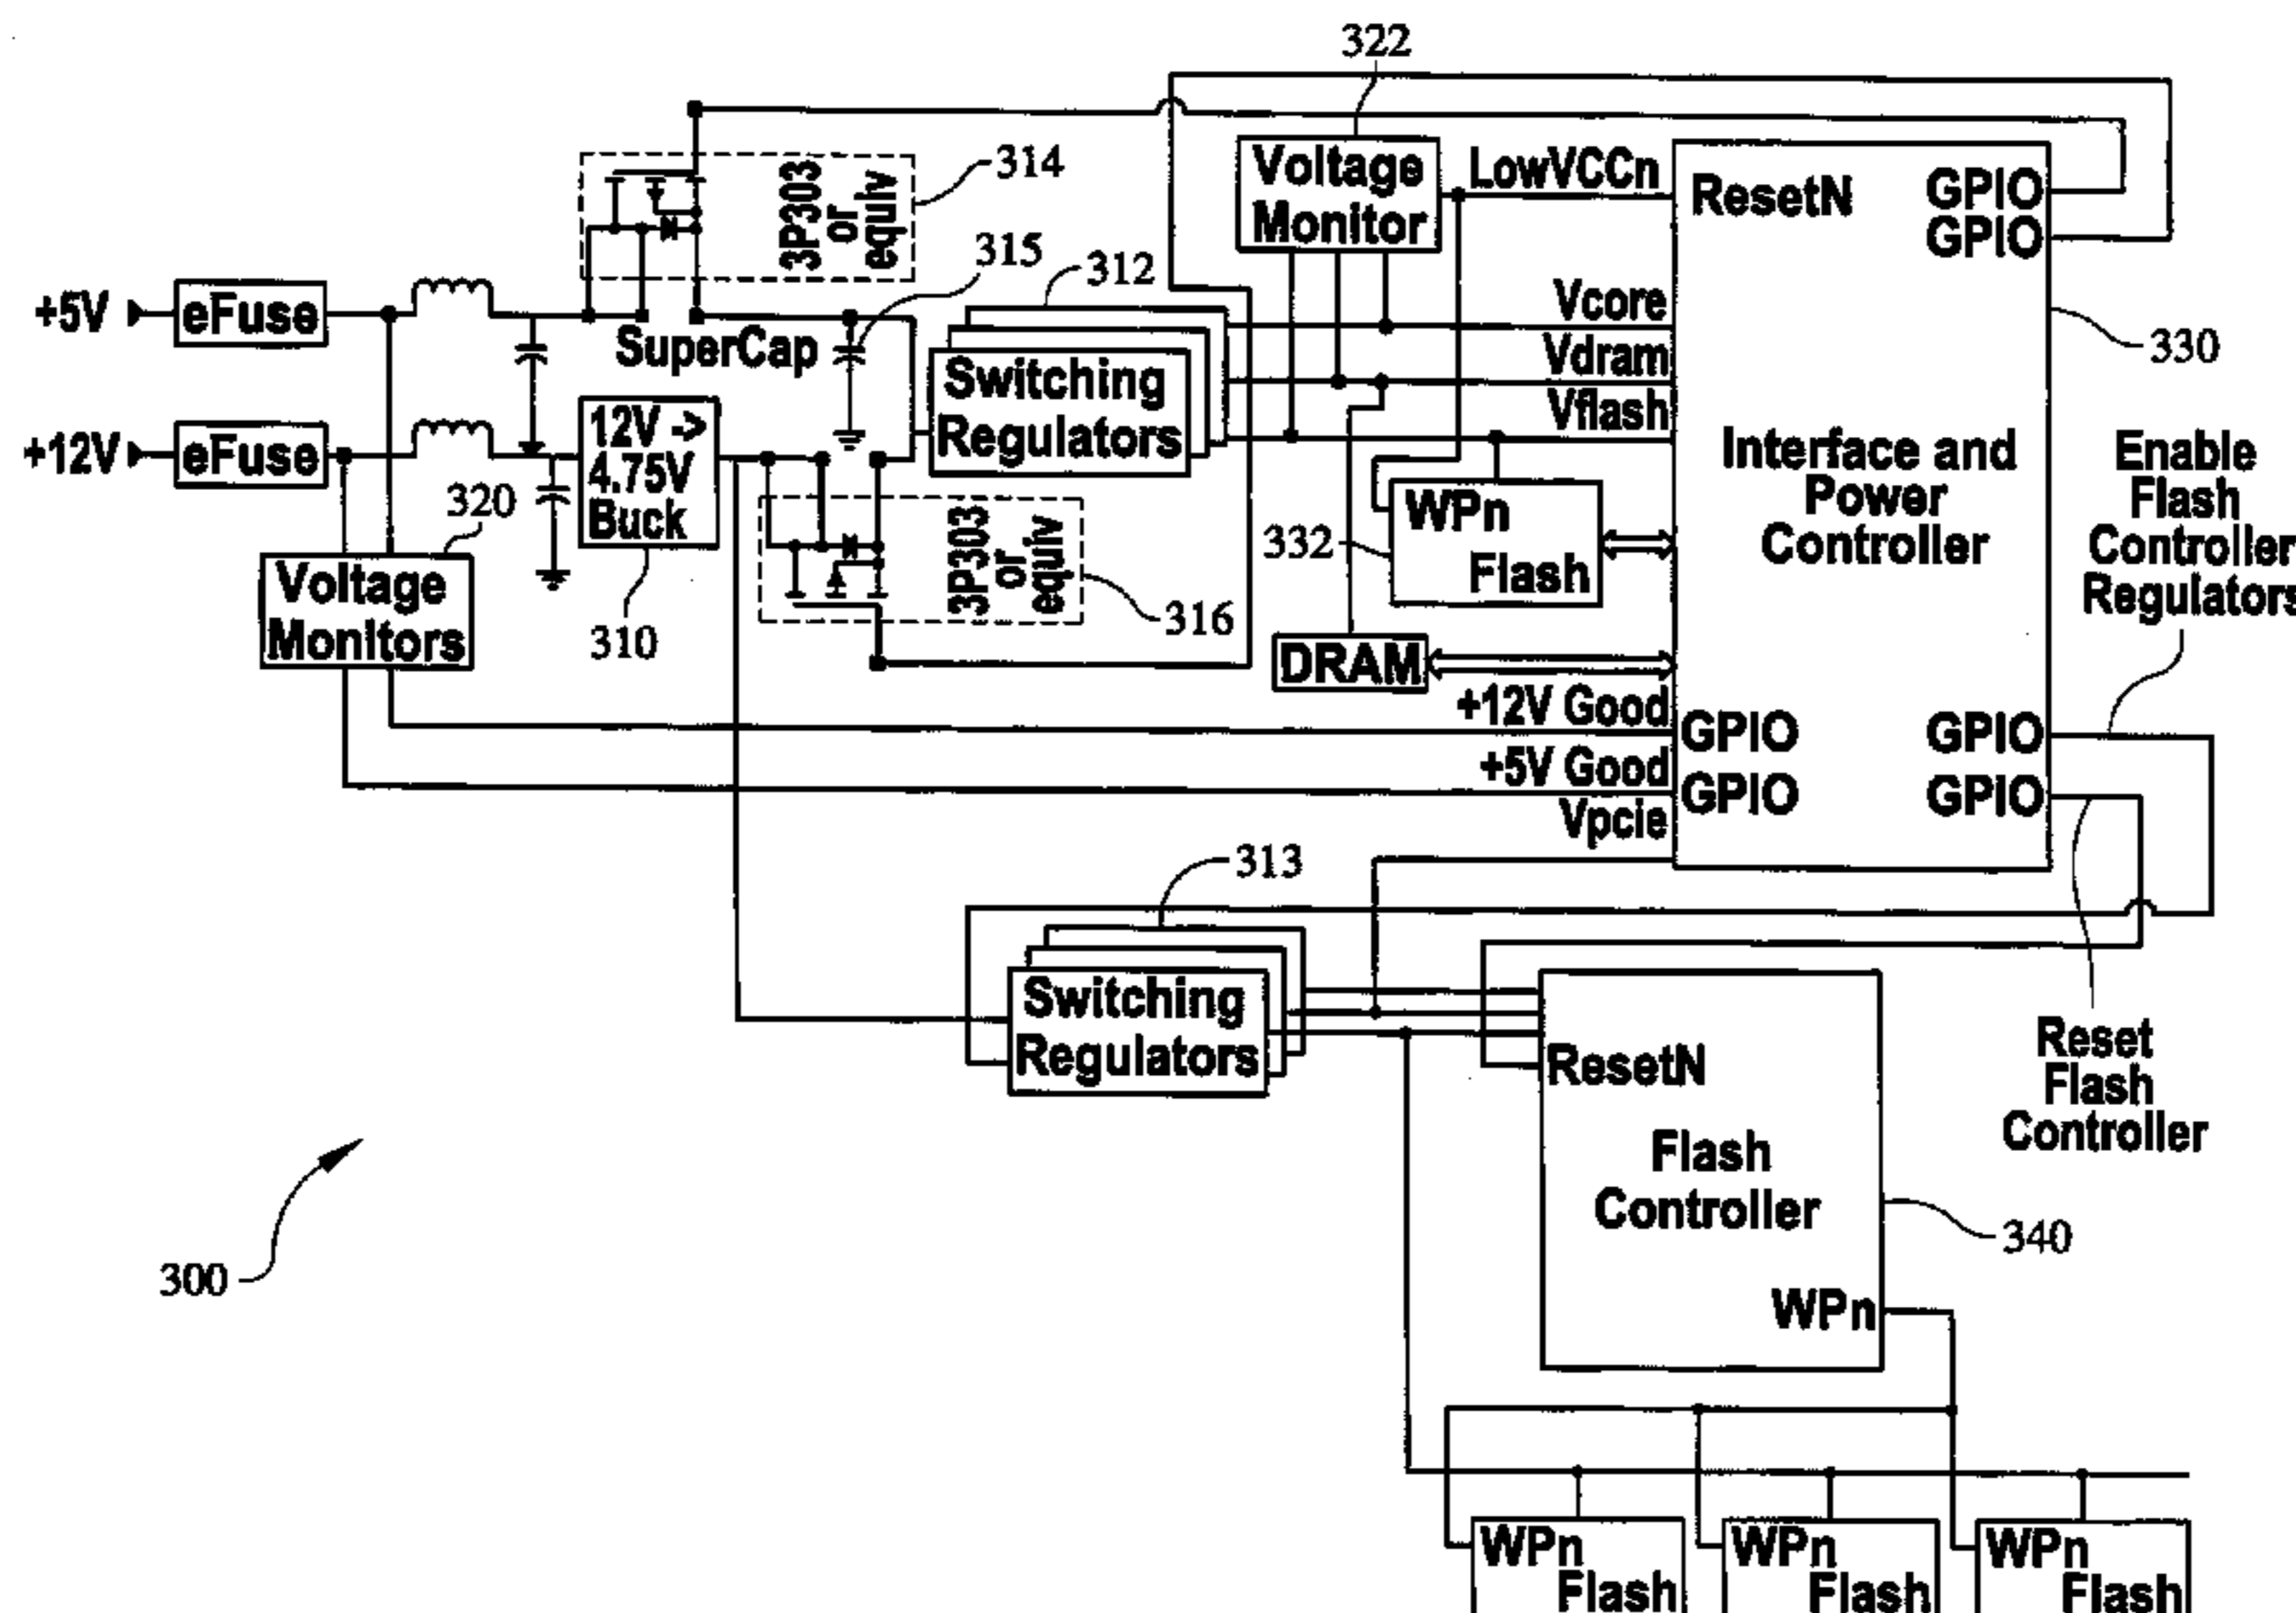 322
314
3P303
or
equiv
Voltage
Monitor
LowVCCn
ResetN
GPIO
GPIO
315
312
+5V
eFuse
SuperCap
Switching
Regulators
Vcore
Vdram
Vflash
330
+12V
eFuse
12V ->
4.75V
Buck
320
Voltage
Monitors
310
3P303
or
equiv
316
WPn
Flash
332
DRAM
Interface and
Power
Controller
Enable
Flash
Controller
Regulators
+12V Good
GPIO
GPIO
+5V Good
GPIO
GPIO
Vpcie
313
Switching
Regulators
ResetN
Flash
Controller
WPn
Reset
Flash
Controller
340
300
WPn
Flash
WPn
Flash
WPn
Flash